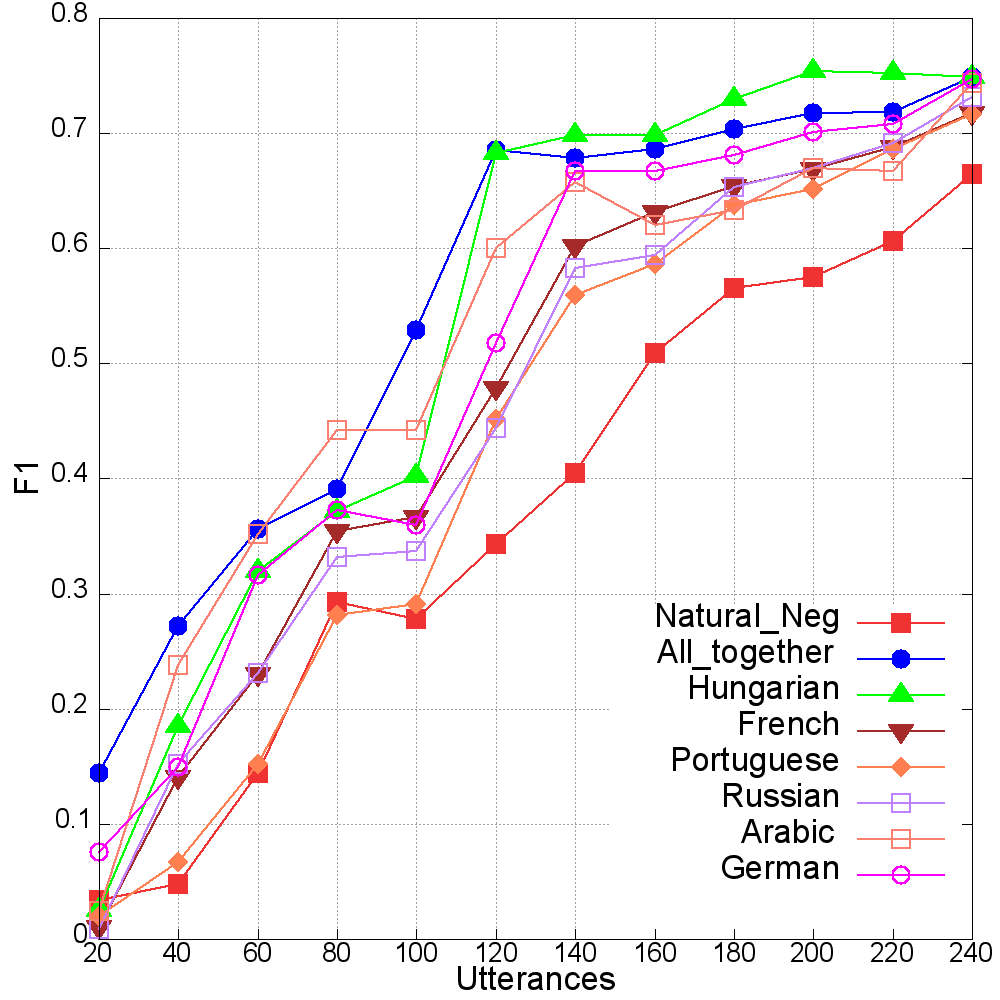 0.8
0.7
0.6
0.5
0.4
0.3
0.2
0.1
0
F1
20 40 60 80 100 120 140 160 180 200 220 240
Utterances
Natural_Neg
All_together
Hungarian
French
Portuguese
Russian
Arabic
German